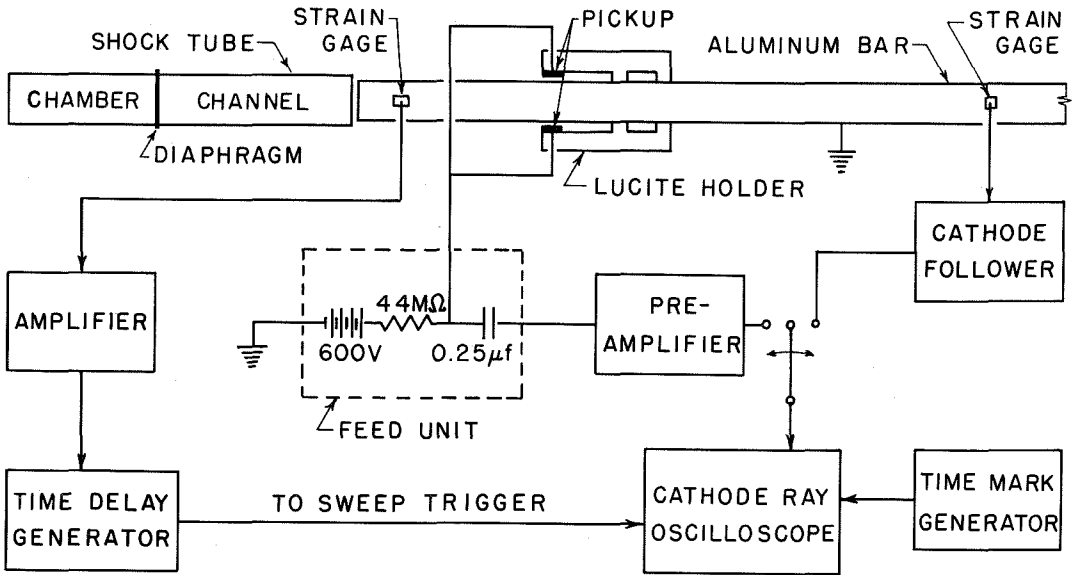 STRAIN
GAGE
PICKUP
STRAIN
GAGE
SHOCK TUBE
ALUMINUM BAR
CHAMBER
CHANNEL
DIAPHRAGM
LUCITE HOLDER
CATHODE
FOLLOWER
AMPLIFIER
44MΩ
600V
0.25μf
PRE-
AMPLIFIER
FEED UNIT
TIME DELAY
GENERATOR
TO SWEEP TRIGGER
CATHODE RAY
OSCILLOSCOPE
TIME MARK
GENERATOR